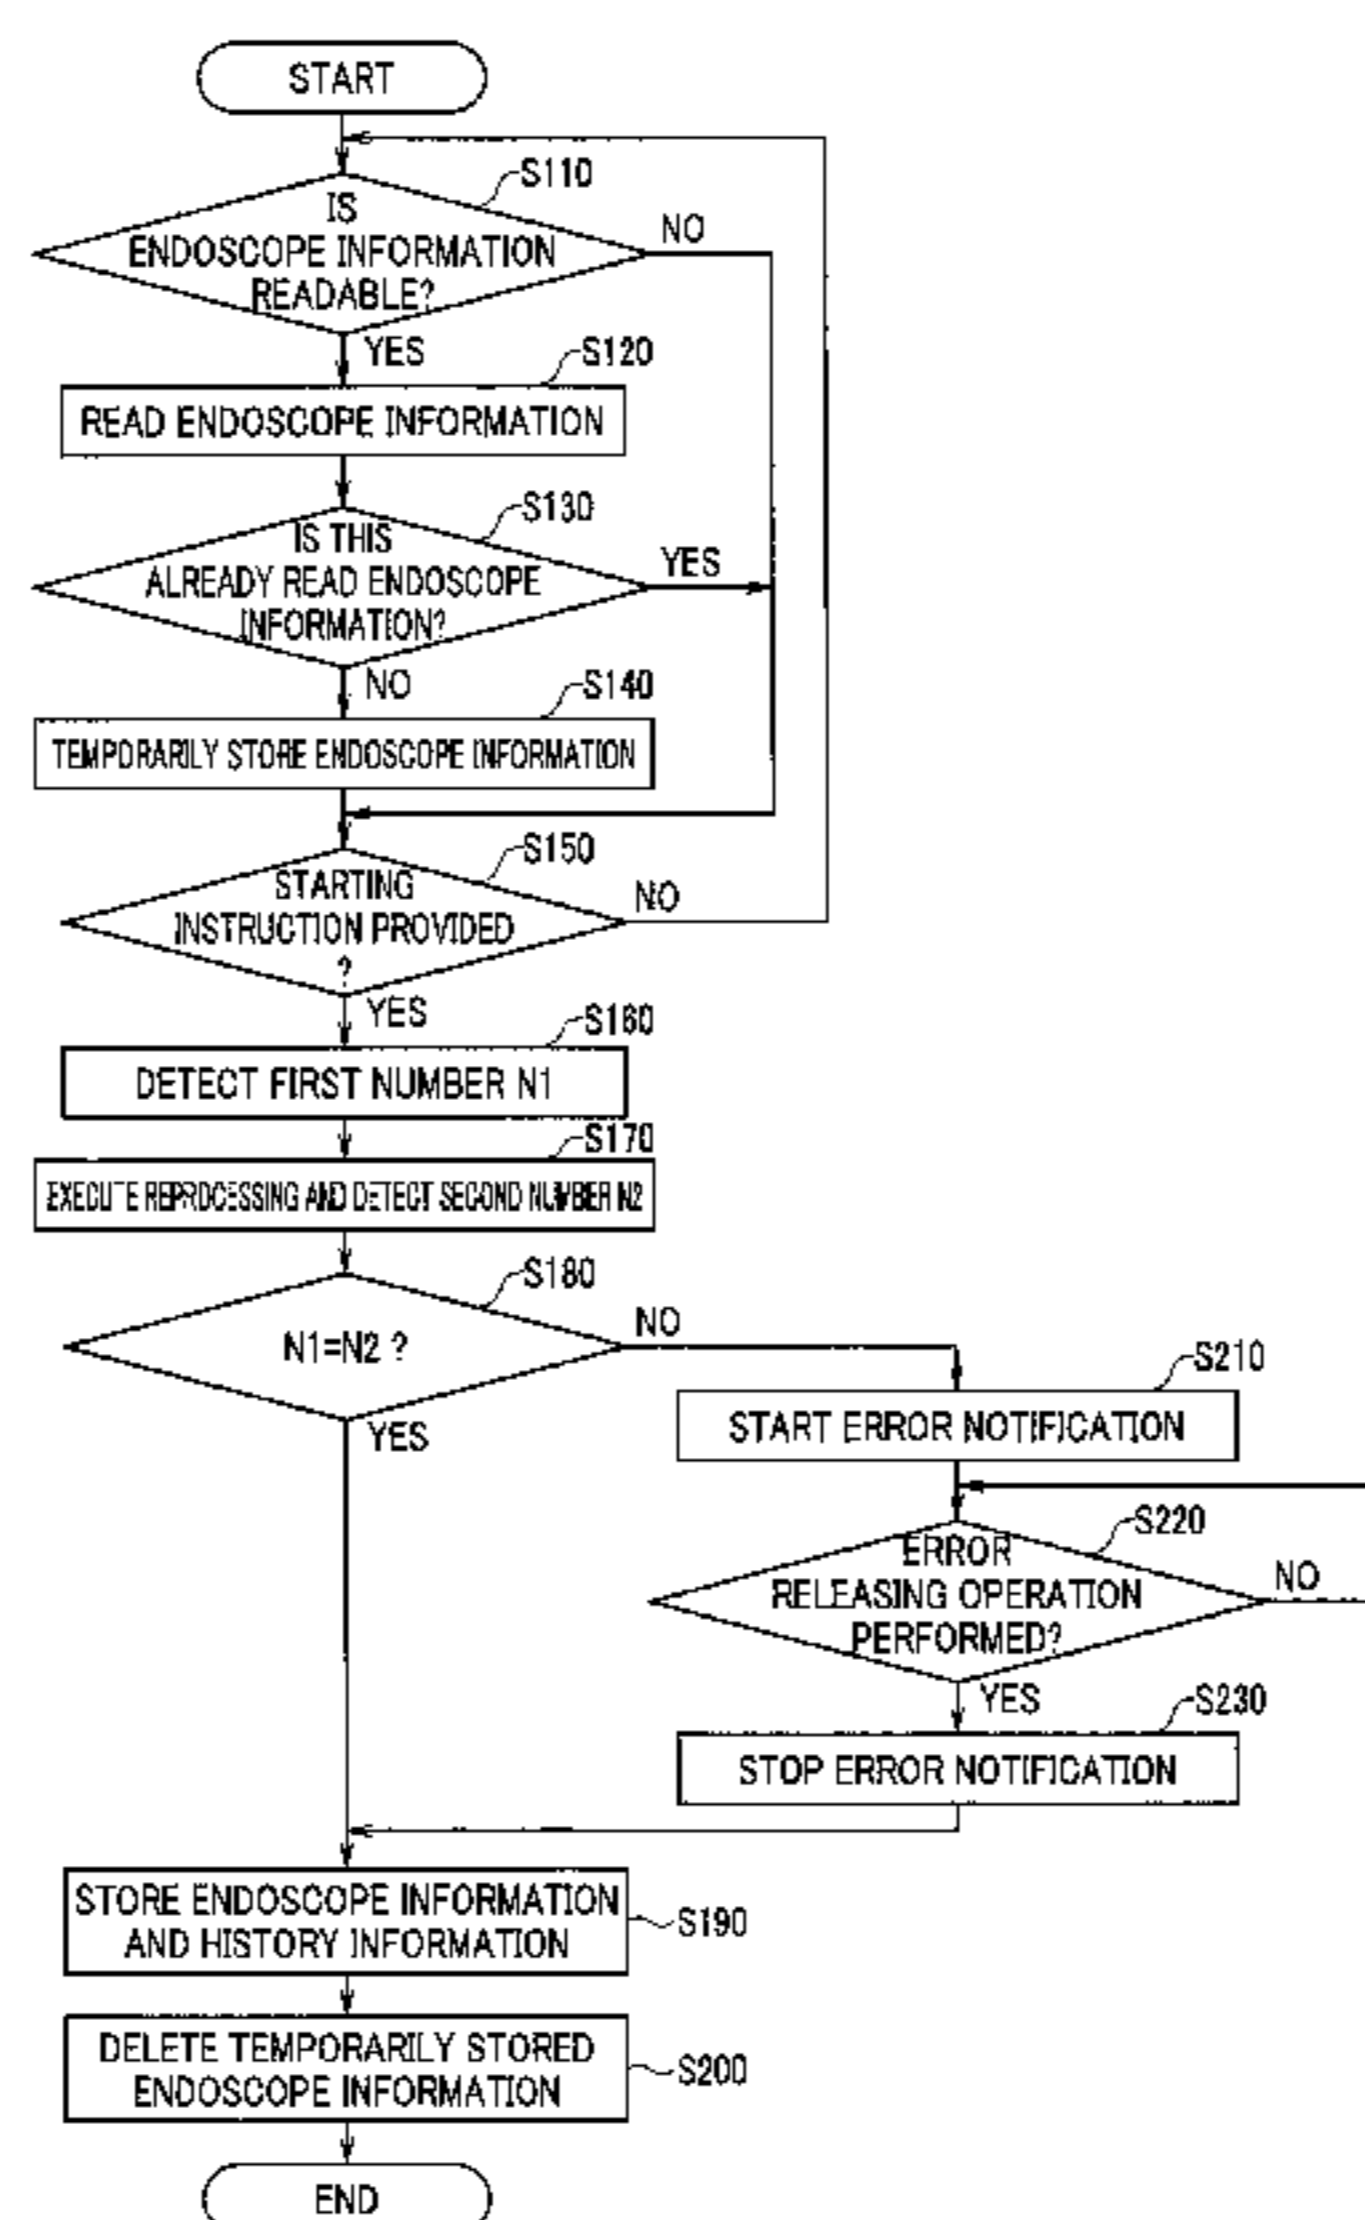 START
S110
IS
ENDOSCOPE INFORMATION
READABLE?
NO
YES
S120
READ ENDOSCOPE INFORMATION
S130
IS THIS
ALREADY READ ENDOSCOPE
INFORMATION?
YES
NO
S140
TEMPORARILY STORE ENDOSCOPE INFORMATION
S150
STARTING
INSTRUCTION PROVIDED
?
NO
YES
S160
DETECT FIRST NUMBER N1
S170
EXECUTE REPROCESSING AND DETECT SECOND NUMBER N2
S180
N1=N2 ?
NO
YES
S210
START ERROR NOTIFICATION
S220
ERROR
RELEASING OPERATION
PERFORMED?
NO
YES
S230
STOP ERROR NOTIFICATION
STORE ENDOSCOPE INFORMATION
AND HISTORY INFORMATION
S190
DELETE TEMPORARILY STORED
ENDOSCOPE INFORMATION
S200
END